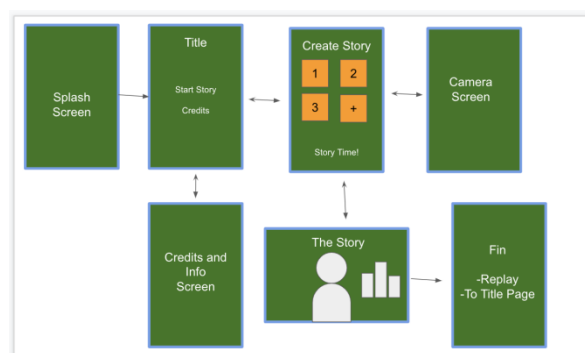 Splash
Screen
Title
Start Story
Credits
Create Story
1 2
3 +
Story Time!
Camera
Screen
Credits and
Info
Screen
The Story
Fin
-Replay
-To Title Page